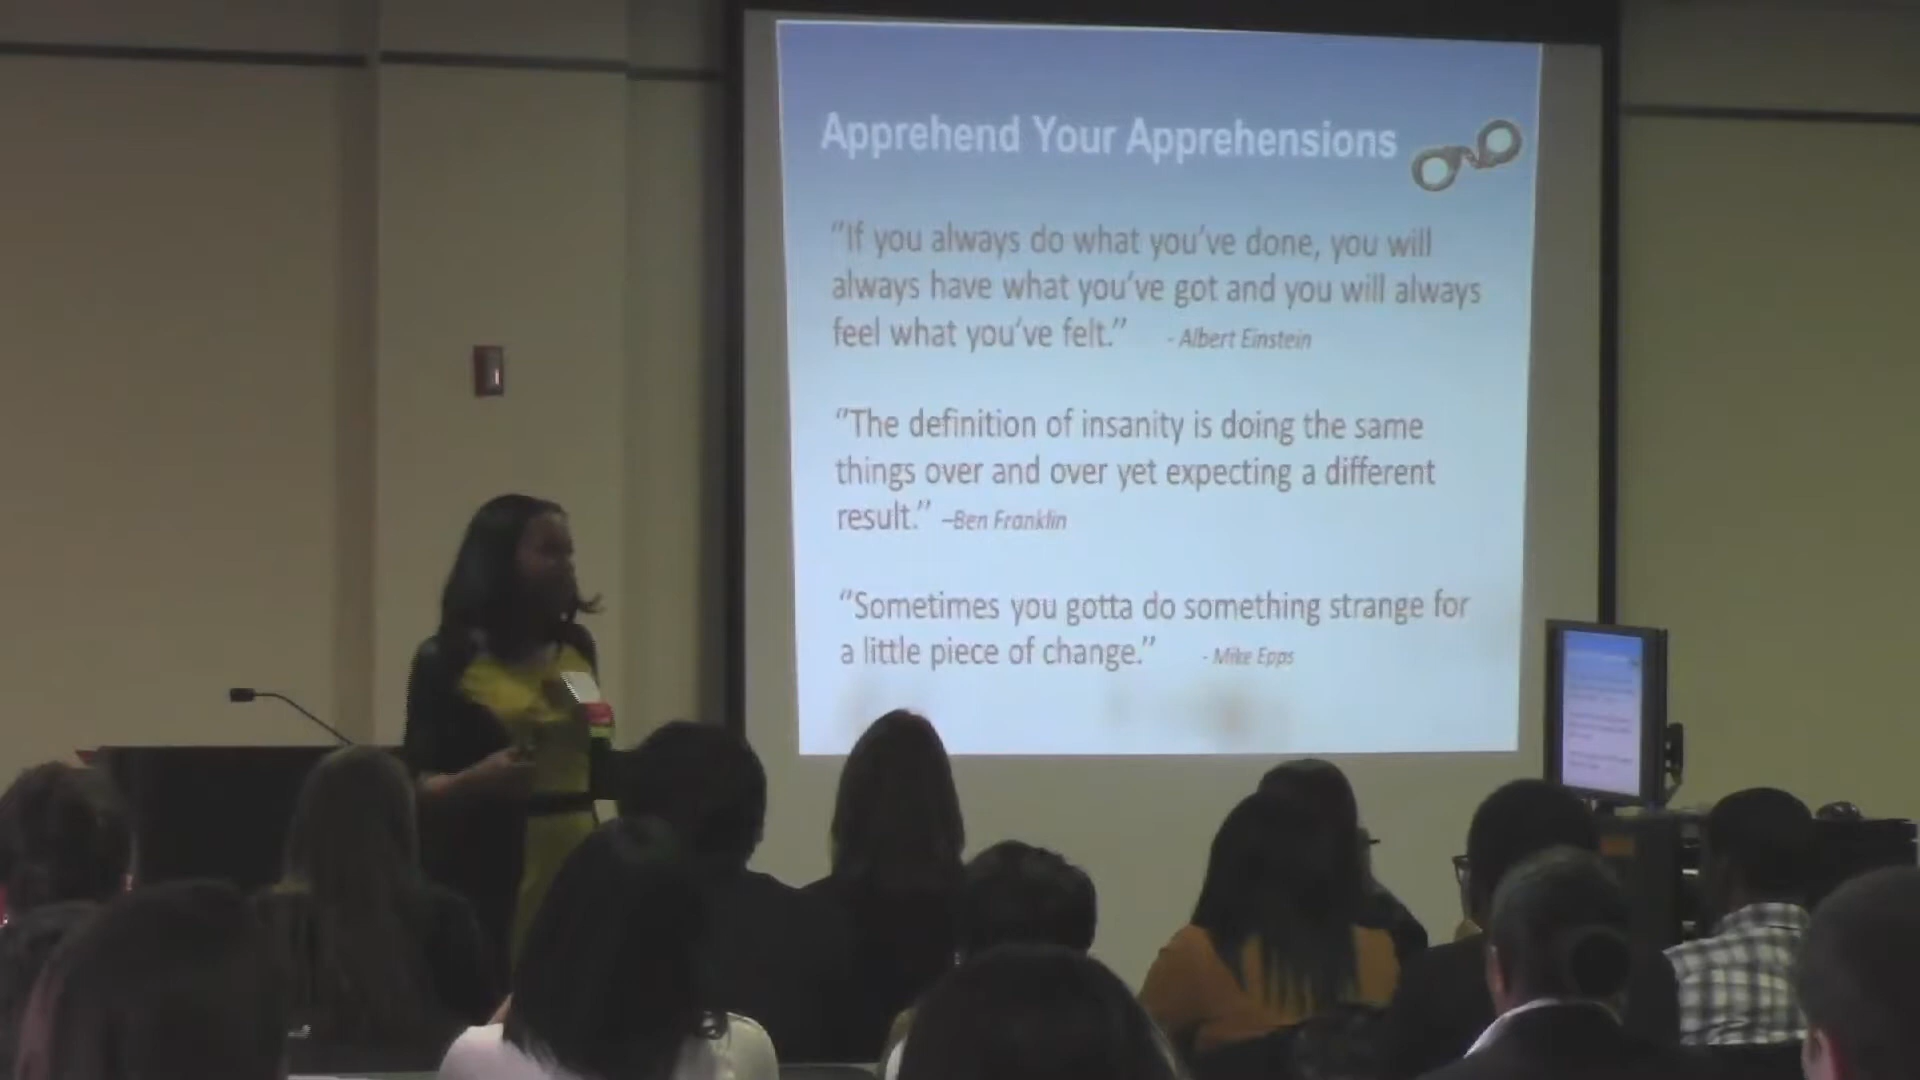 Apprehend Your Apprehensions
"If you always do what you've done, you will
always have what you've got and you will always
feel what you've felt." - Albert Einstein
"The definition of insanity is doing the same
things over and over yet expecting a different
result." –Ben Franklin
"Sometimes you gotta do something strange for
a little piece of change." - Mike Epps